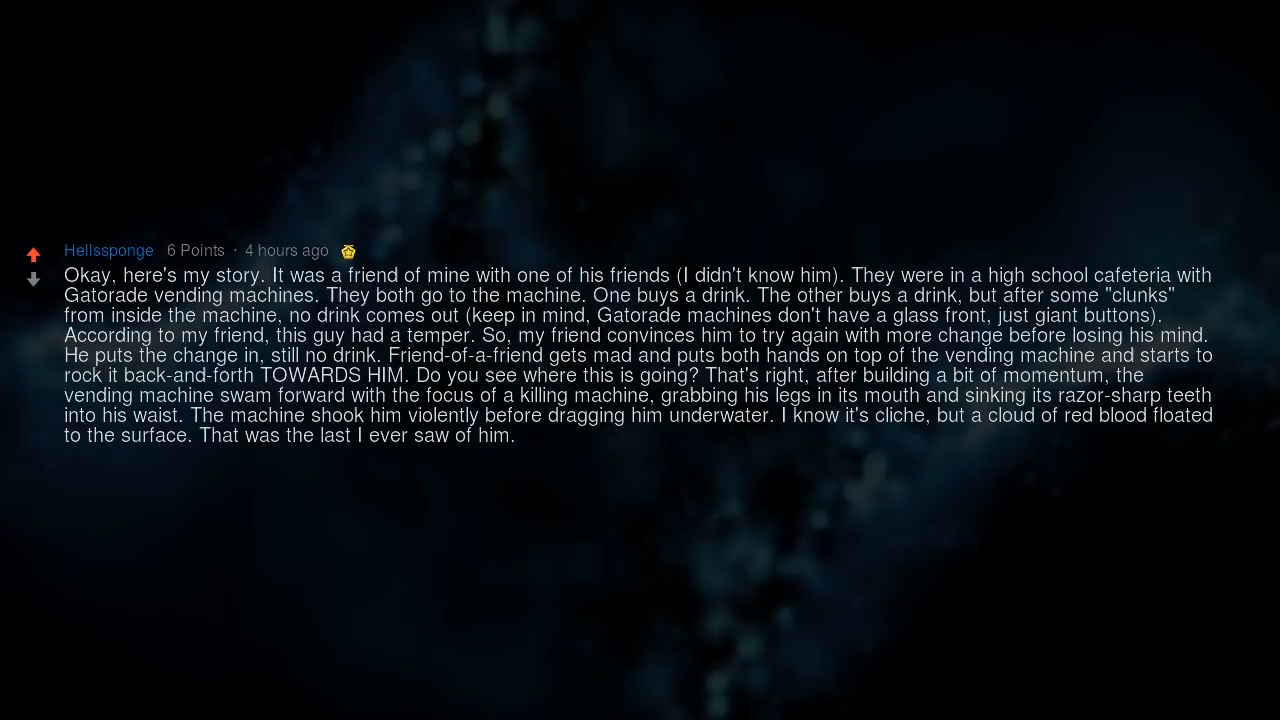 Hellssponge 6 Points · 4 hours ago
Okay, here's my story. It was a friend of mine with one of his friends (I didn't know him). They were in a high school cafeteria with
Gatorade vending machines. They both go to the machine. One buys a drink. The other buys a drink, but after some "clunks"
from inside the machine, no drink comes out (keep in mind, Gatorade machines don't have a glass front, just giant buttons).
According to my friend, this guy had a temper. So, my friend convinces him to try again with more change before losing his mind.
He puts the change in, still no drink. Friend-of-a-friend gets mad and puts both hands on top of the vending machine and starts to
rock it back-and-forth TOWARDS HIM. Do you see where this is going? That's right, after building a bit of momentum, the
vending machine swam forward with the focus of a killing machine, grabbing his legs in its mouth and sinking its razor-sharp teeth
into his waist. The machine shook him violently before dragging him underwater. I know it's cliche, but a cloud of red blood floated
to the surface. That was the last I ever saw of him.